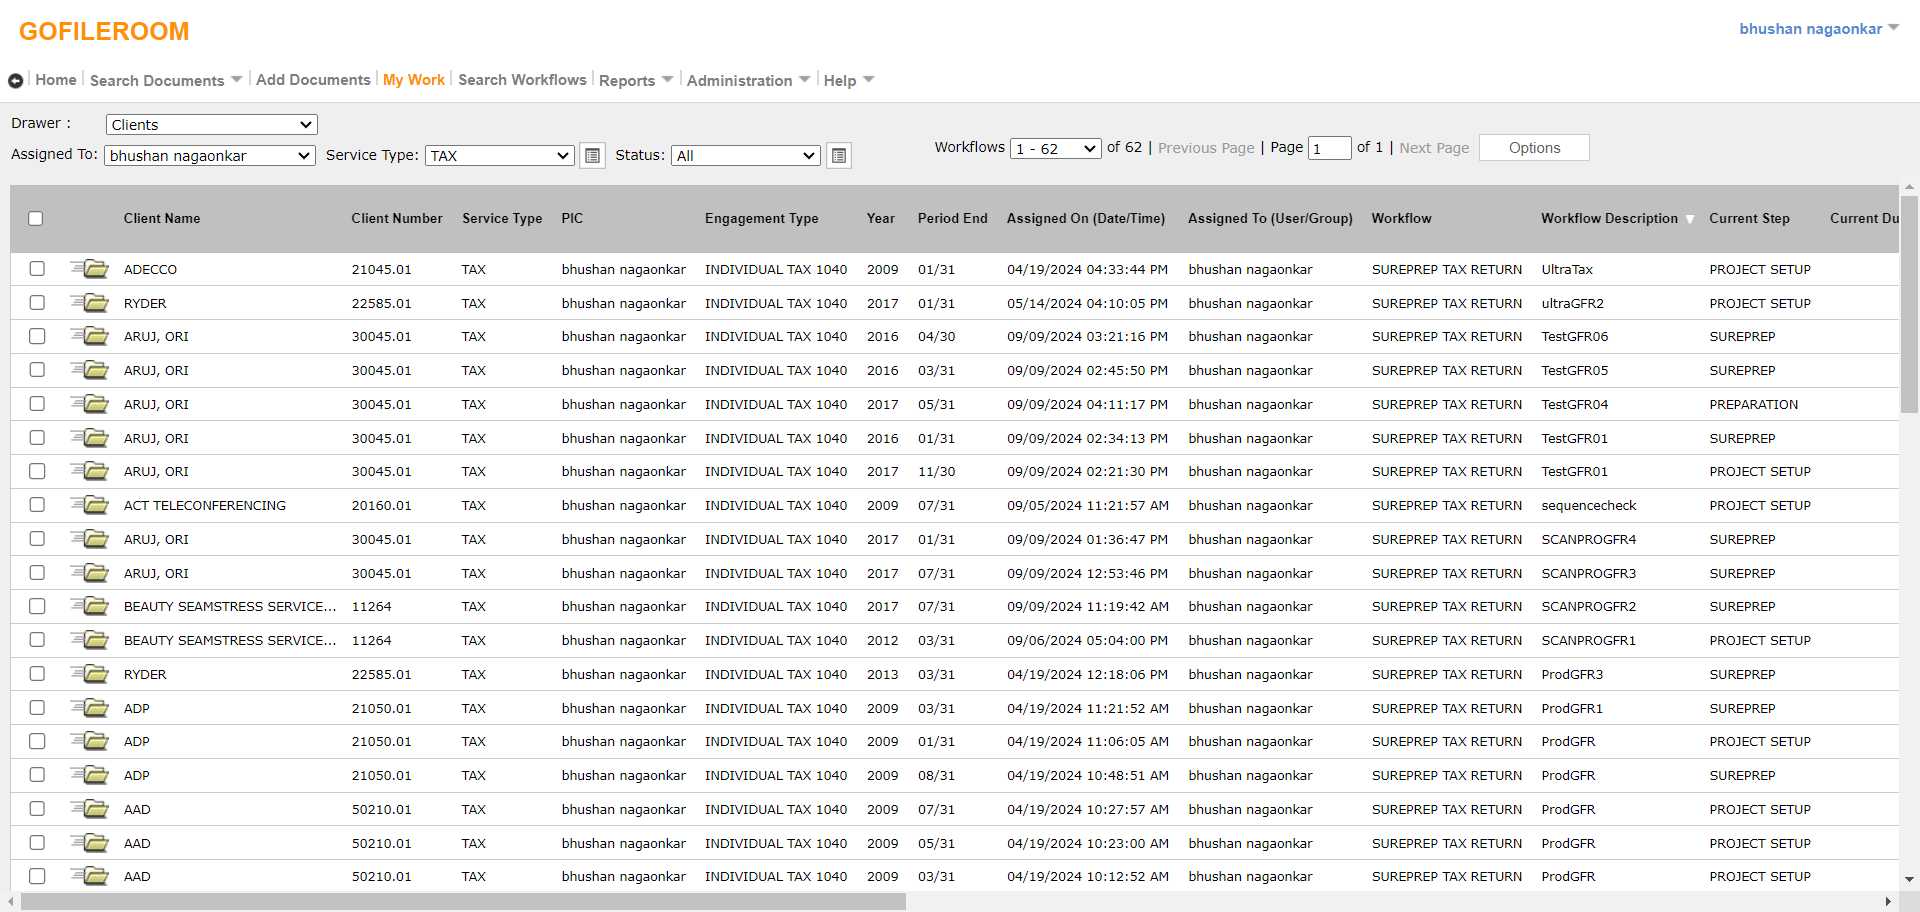 GOFILEROOM
bhushan nagaonkar
Home Search Documents Add Documents My Work Search Workflows Reports Administration Help
Drawer : Clients
Assigned To: bhushan nagaonkar Service Type: TAX Status: All Workflows 1 - 62 of 62 | Previous Page | Page 1 of 1 | Next Page Options
Client Name Client Number Service Type PIC Engagement Type Year Period End Assigned On (Date/Time) Assigned To (User/Group) Workflow Workflow Description Current Step Current Du
ADECCO 21045.01 TAX bhushan nagaonkar INDIVIDUAL TAX 1040 2009 01/31 04/19/2024 04:33:44 PM bhushan nagaonkar SUREPREP TAX RETURN UltraTax PROJECT SETUP
RYDER 22585.01 TAX bhushan nagaonkar INDIVIDUAL TAX 1040 2017 01/31 05/14/2024 04:10:05 PM bhushan nagaonkar SUREPREP TAX RETURN ultraGFR2 PROJECT SETUP
ARUJ, ORI 30045.01 TAX bhushan nagaonkar INDIVIDUAL TAX 1040 2016 04/30 09/09/2024 03:21:16 PM bhushan nagaonkar SUREPREP TAX RETURN TestGFR06 SUREPREP
ARUJ, ORI 30045.01 TAX bhushan nagaonkar INDIVIDUAL TAX 1040 2016 03/31 09/09/2024 02:45:50 PM bhushan nagaonkar SUREPREP TAX RETURN TestGFR05 SUREPREP
ARUJ, ORI 30045.01 TAX bhushan nagaonkar INDIVIDUAL TAX 1040 2017 05/31 09/09/2024 04:11:17 PM bhushan nagaonkar SUREPREP TAX RETURN TestGFR04 PREPARATION
ARUJ, ORI 30045.01 TAX bhushan nagaonkar INDIVIDUAL TAX 1040 2016 01/31 09/09/2024 02:34:13 PM bhushan nagaonkar SUREPREP TAX RETURN TestGFR01 SUREPREP
ARUJ, ORI 30045.01 TAX bhushan nagaonkar INDIVIDUAL TAX 1040 2017 11/30 09/09/2024 02:21:30 PM bhushan nagaonkar SUREPREP TAX RETURN TestGFR01 PROJECT SETUP
ACT TELECONFERENCING 20160.01 TAX bhushan nagaonkar INDIVIDUAL TAX 1040 2009 07/31 09/05/2024 11:21:57 AM bhushan nagaonkar SUREPREP TAX RETURN sequencecheck PROJECT SETUP
ARUJ, ORI 30045.01 TAX bhushan nagaonkar INDIVIDUAL TAX 1040 2017 01/31 09/09/2024 01:36:47 PM bhushan nagaonkar SUREPREP TAX RETURN SCANPROGFR4 SUREPREP
ARUJ, ORI 30045.01 TAX bhushan nagaonkar INDIVIDUAL TAX 1040 2017 07/31 09/09/2024 12:53:46 PM bhushan nagaonkar SUREPREP TAX RETURN SCANPROGFR3 SUREPREP
BEAUTY SEAMSTRESS SERVICE... 11264 TAX bhushan nagaonkar INDIVIDUAL TAX 1040 2017 07/31 09/09/2024 11:19:42 AM bhushan nagaonkar SUREPREP TAX RETURN SCANPROGFR2 SUREPREP
BEAUTY SEAMSTRESS SERVICE... 11264 TAX bhushan nagaonkar INDIVIDUAL TAX 1040 2012 03/31 09/06/2024 05:04:00 PM bhushan nagaonkar SUREPREP TAX RETURN SCANPROGFR1 PROJECT SETUP
RYDER 22585.01 TAX bhushan nagaonkar INDIVIDUAL TAX 1040 2013 03/31 04/19/2024 12:18:06 PM bhushan nagaonkar SUREPREP TAX RETURN ProdGFR3 SUREPREP
ADP 21050.01 TAX bhushan nagaonkar INDIVIDUAL TAX 1040 2009 03/31 04/19/2024 11:21:52 AM bhushan nagaonkar SUREPREP TAX RETURN ProdGFR1 SUREPREP
ADP 21050.01 TAX bhushan nagaonkar INDIVIDUAL TAX 1040 2009 01/31 04/19/2024 11:06:05 AM bhushan nagaonkar SUREPREP TAX RETURN ProdGFR PROJECT SETUP
ADP 21050.01 TAX bhushan nagaonkar INDIVIDUAL TAX 1040 2009 08/31 04/19/2024 10:48:51 AM bhushan nagaonkar SUREPREP TAX RETURN ProdGFR SUREPREP
AAD 50210.01 TAX bhushan nagaonkar INDIVIDUAL TAX 1040 2009 07/31 04/19/2024 10:27:57 AM bhushan nagaonkar SUREPREP TAX RETURN ProdGFR PROJECT SETUP
AAD 50210.01 TAX bhushan nagaonkar INDIVIDUAL TAX 1040 2009 05/31 04/19/2024 10:23:00 AM bhushan nagaonkar SUREPREP TAX RETURN ProdGFR PROJECT SETUP
AAD 50210.01 TAX bhushan nagaonkar INDIVIDUAL TAX 1040 2009 03/31 04/19/2024 10:12:52 AM bhushan nagaonkar SUREPREP TAX RETURN ProdGFR PROJECT SETUP